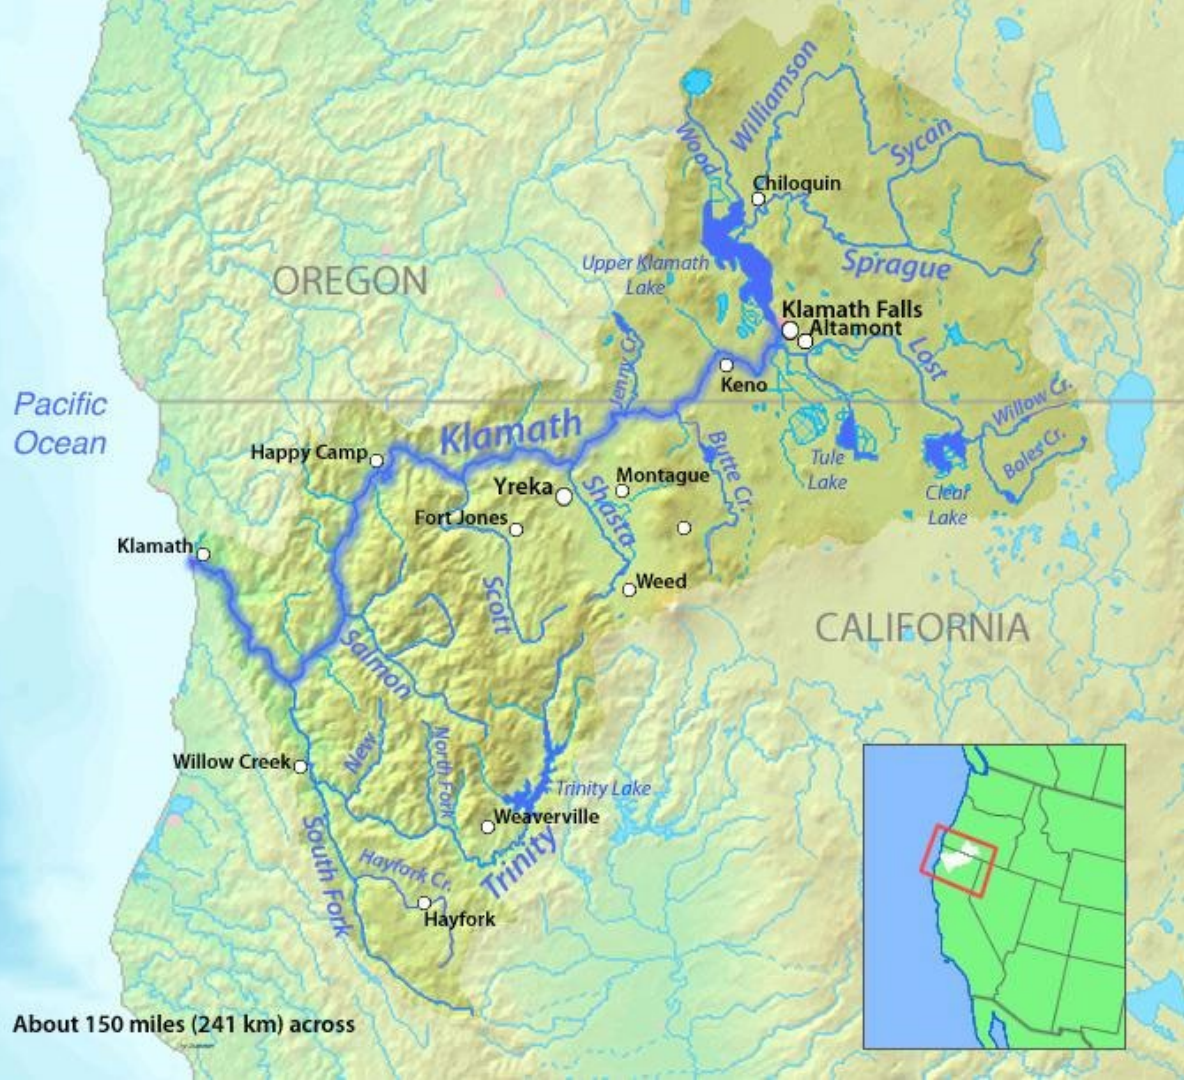 Williamson
Wood
Sycan
Chiloquin
Upper Klamath
Lake
Sprague
OREGON
Klamath Falls
Altamont
Lost
Jenny Cr.
Keno
Pacific
Ocean
Willow Cr.
Klamath
Happy Camp
Butte Cr.
Boles Cr.
Tule
Lake
Clear
Lake
Montague
Yreka
Shasta
Fort Jones
Klamath
Weed
Scott
CALIFORNIA
Salmon
New
North Fork
Willow Creek
Trinity Lake
Weaverville
Trinity
South Fork
Hayfork Cr.
Hayfork
About 150 miles (241 km) across